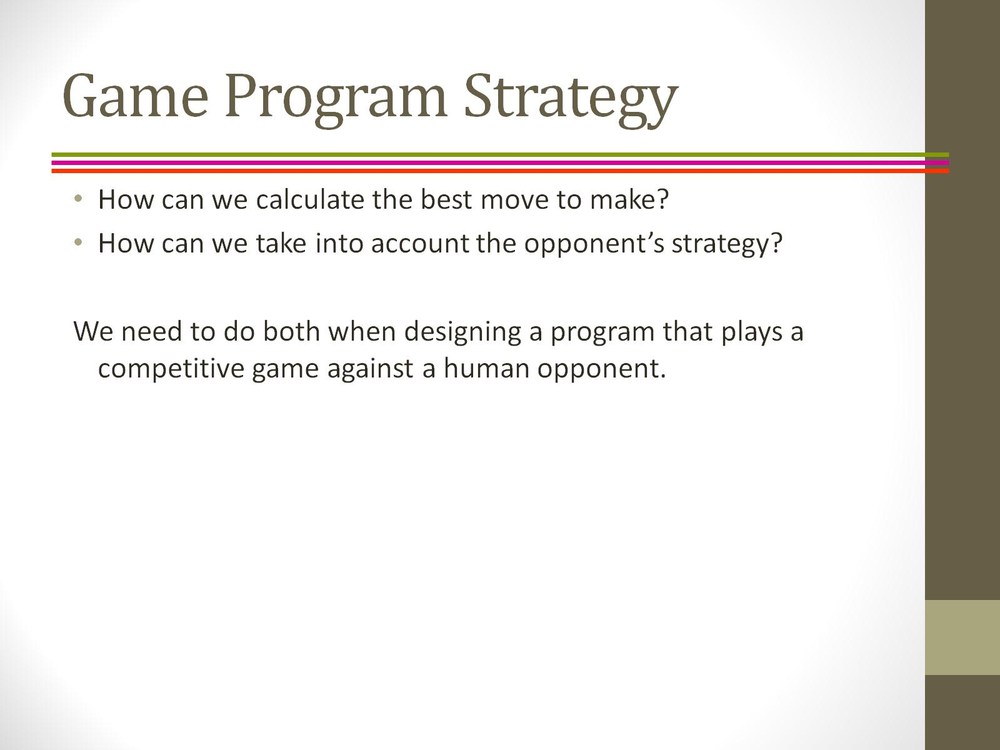 Game Program Strategy
• How can we calculate the best move to make?
• How can we take into account the opponent’s strategy?
We need to do both when designing a program that plays a
competitive game against a human opponent.